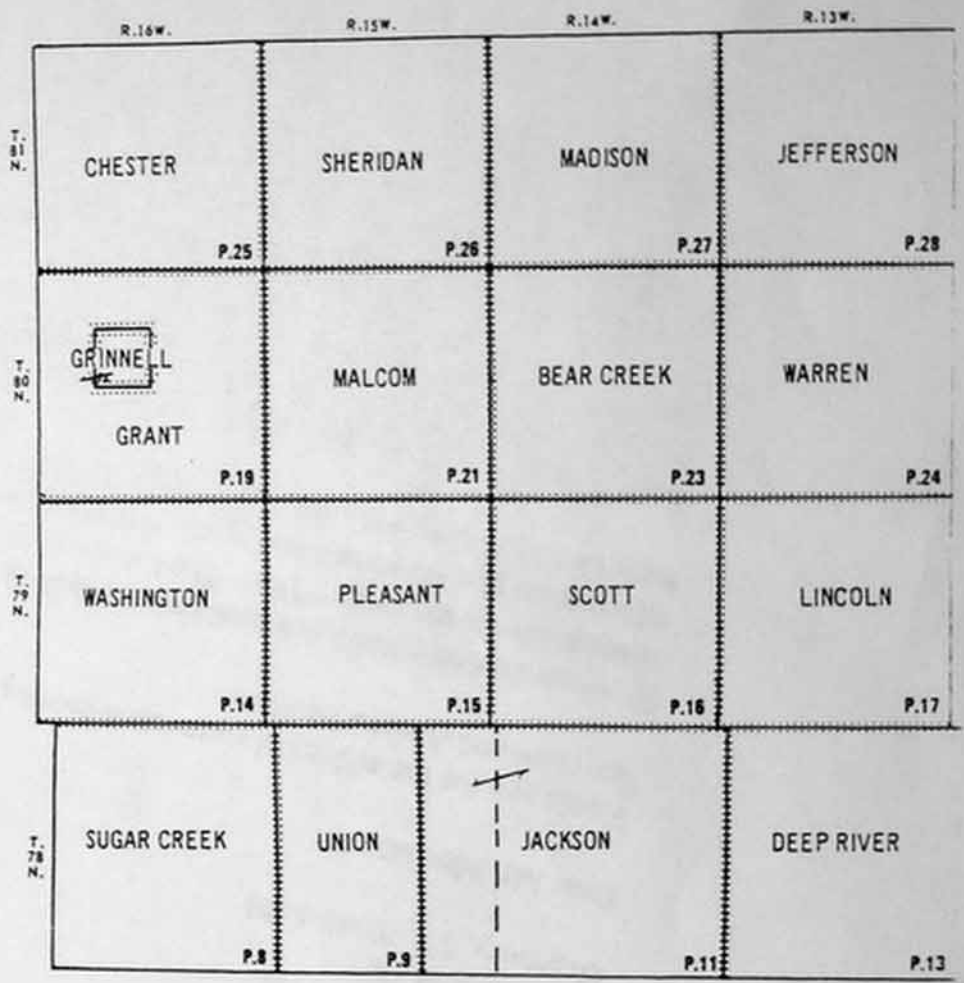 R.16W. R.15W. R.14W. R.13W.
T. 81 N.
CHESTER SHERIDAN MADISON JEFFERSON
P.25 P.26 P.27 P.28
T. 80 N.
GRINNELL MALCOM BEAR CREEK WARREN
GRANT
P.19 P.21 P.23 P.24
T. 79 N.
WASHINGTON PLEASANT SCOTT LINCOLN
P.14 P.15 P.16 P.17
T. 78 N.
SUGAR CREEK UNION JACKSON DEEP RIVER
P.8 P.9 P.11 P.13